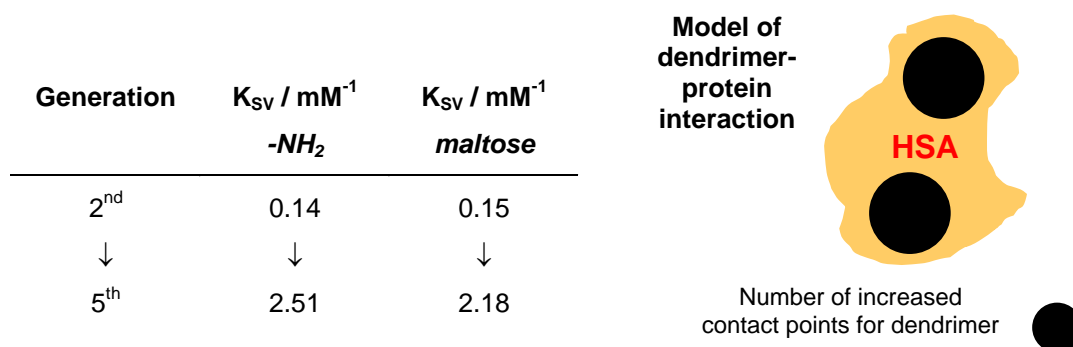 Generation K_SV / mM^-1 K_SV / mM^-1
-NH₂ maltose
2^nd 0.14 0.15
↓ ↓ ↓
5^th 2.51 2.18
Model of
dendrimer-
protein
interaction
HSA
Number of increased
contact points for dendrimer